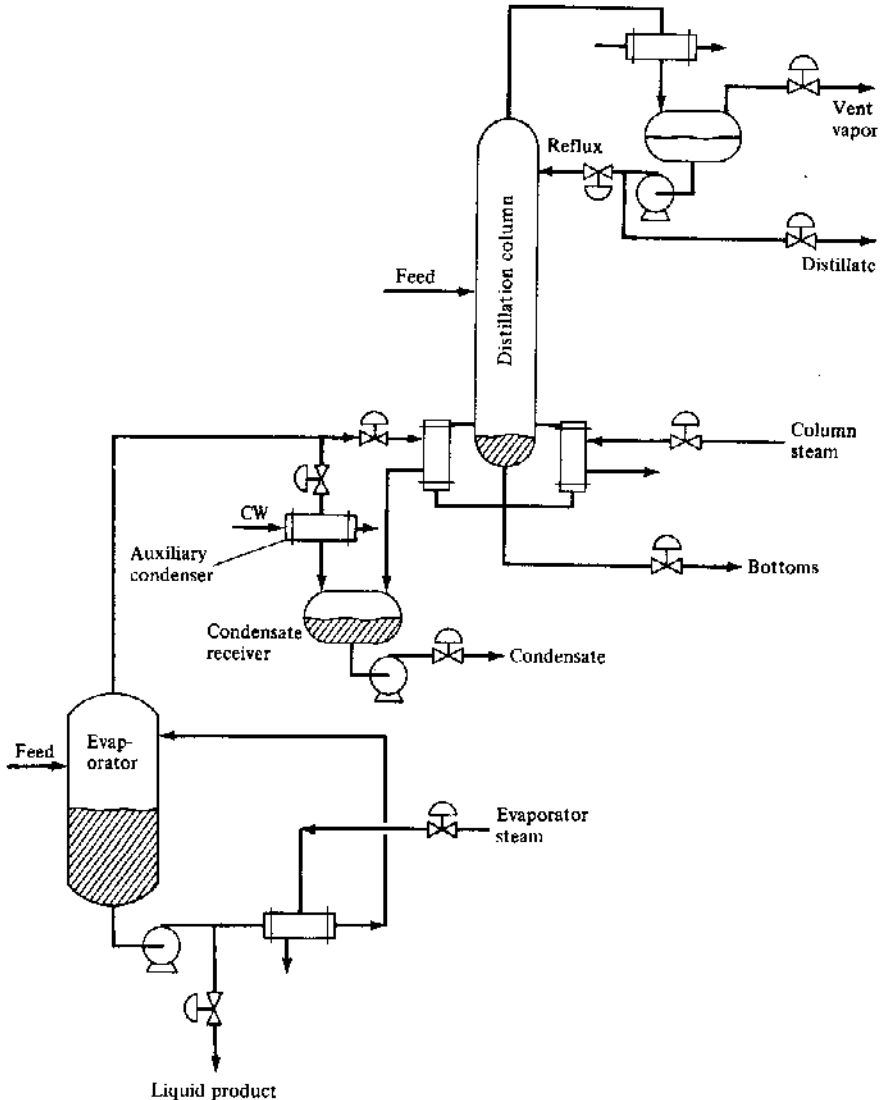 Vent
vapor
Reflux
Distillate
Distillation column
Feed
Column
steam
CW
Auxiliary
condenser
Bottoms
Condensate
receiver
Condensate
Feed
Evap-
orator
Evaporator
steam
Liquid product